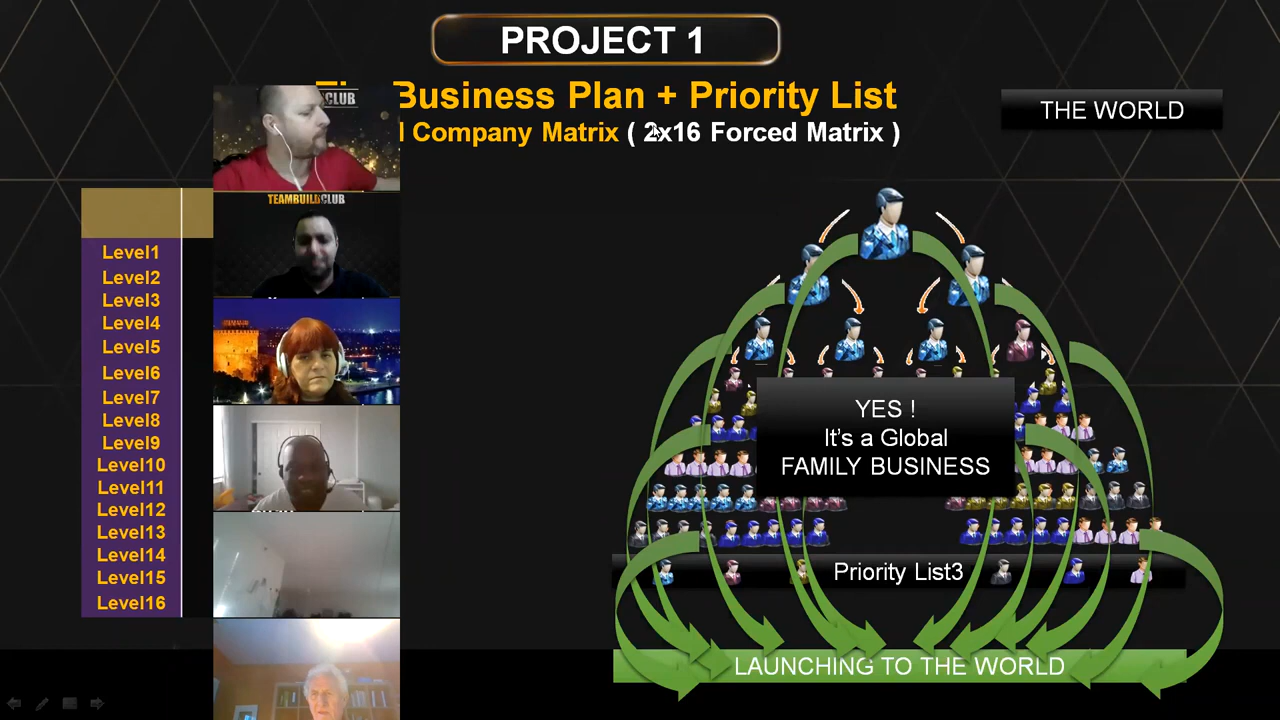 PROJECT 1
Business Plan + Priority List
Company Matrix ( 2x16 Forced Matrix )
THE WORLD
CLUB
TEAMBUILDCLUB
Level1
Level2
Level3
Level4
Level5
Level6
Level7
Level8
Level9
Level10
Level11
Level12
Level13
Level14
Level15
Level16
YES !
It's a Global
FAMILY BUSINESS
Priority List3
LAUNCHING TO THE WORLD